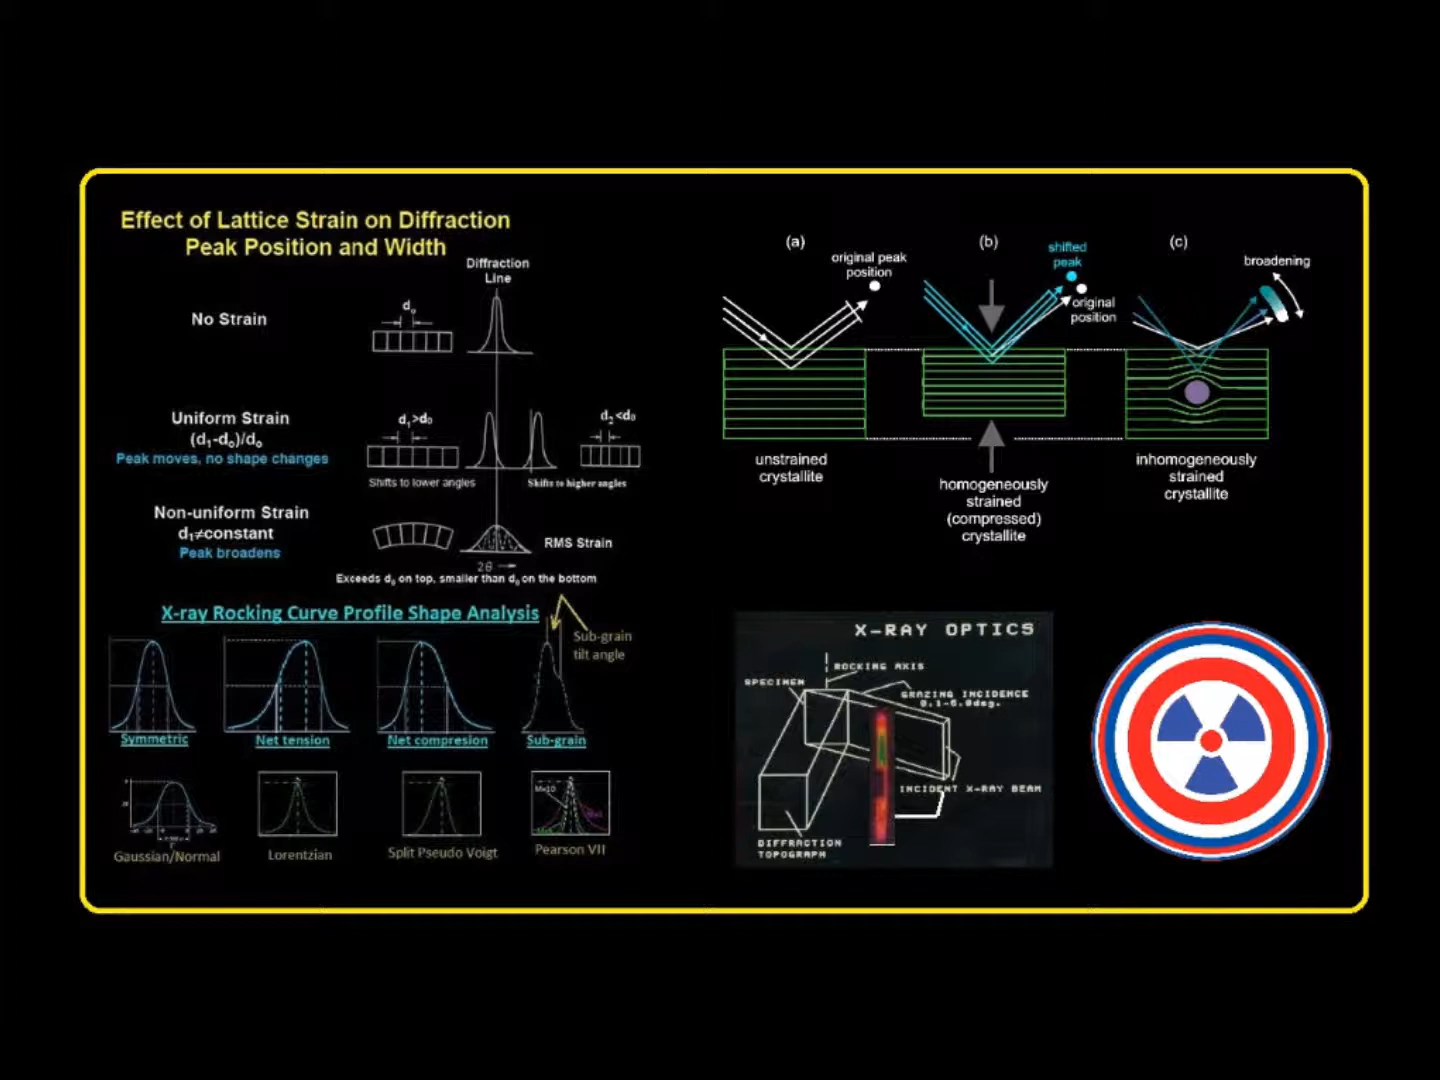 Effect of Lattice Strain on Diffraction
Peak Position and Width
Diffraction
Line
No Strain
d₀
Uniform Strain
(d₁-d₀)/d₀
Peak moves, no shape changes
d₁>d₀
d₂<d₀
Shifts to lower angles
Shifts to higher angles
Non-uniform Strain
d₁≠constant
Peak broadens
RMS Strain
2θ
Exceeds d₀ on top, smaller than d₀ on the bottom
X-ray Rocking Curve Profile Shape Analysis
Sub-grain
tilt angle
Symmetric
Net tension
Net compresion
Sub-grain
Gaussian/Normal
Lorentzian
Split Pseudo Voigt
Pearson VII
M=10
(a)
original peak
position
unstrained
crystallite
(b)
shifted
peak
original
position
homogeneously
strained
(compressed)
crystallite
(c)
broadening
inhomogeneously
strained
crystallite
X-RAY OPTICS
ROCKING AXIS
SPECIMEN
GRAZING INCIDENCE
INCIDENT X-RAY BEAM
DIFFRACTION
TOPOGRAPH